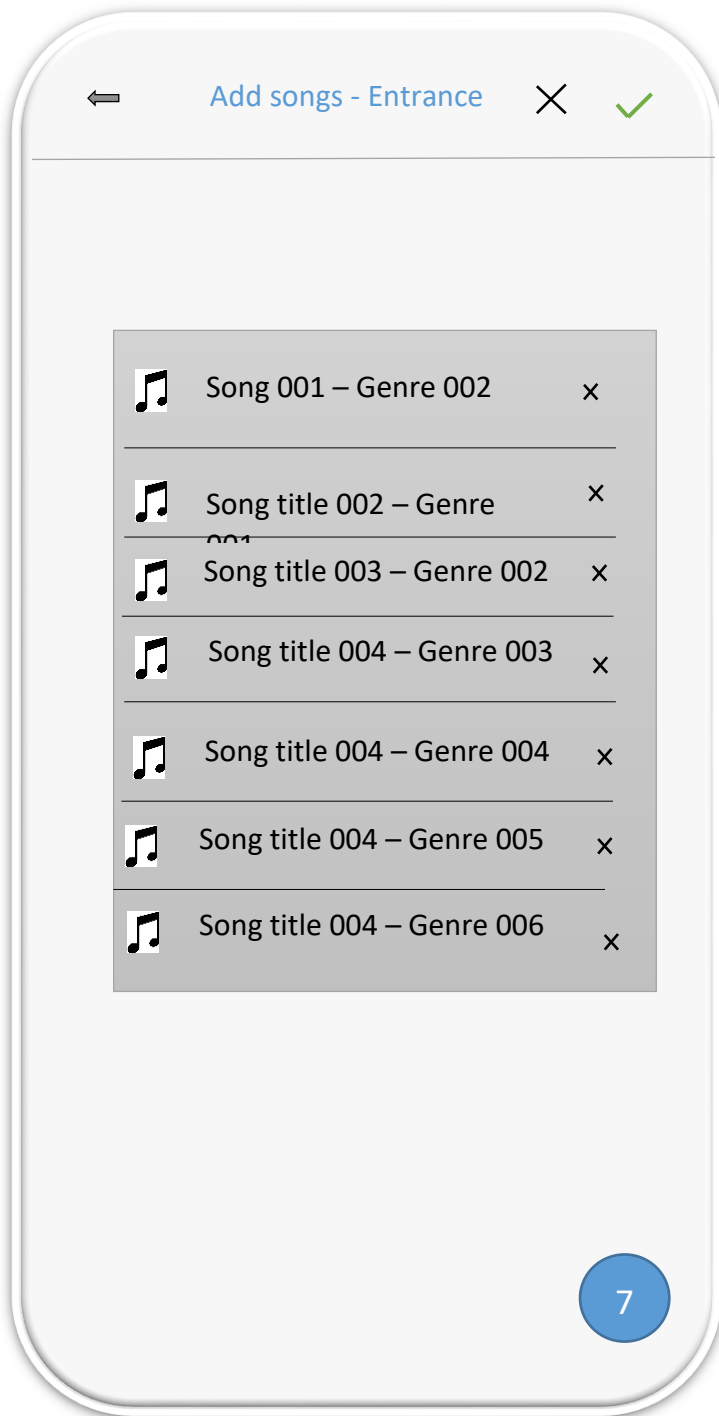 Add songs - Entrance
Song 001 – Genre 002
Song title 002 – Genre
001
Song title 003 – Genre 002
Song title 004 – Genre 003
Song title 004 – Genre 004
Song title 004 – Genre 005
Song title 004 – Genre 006
7